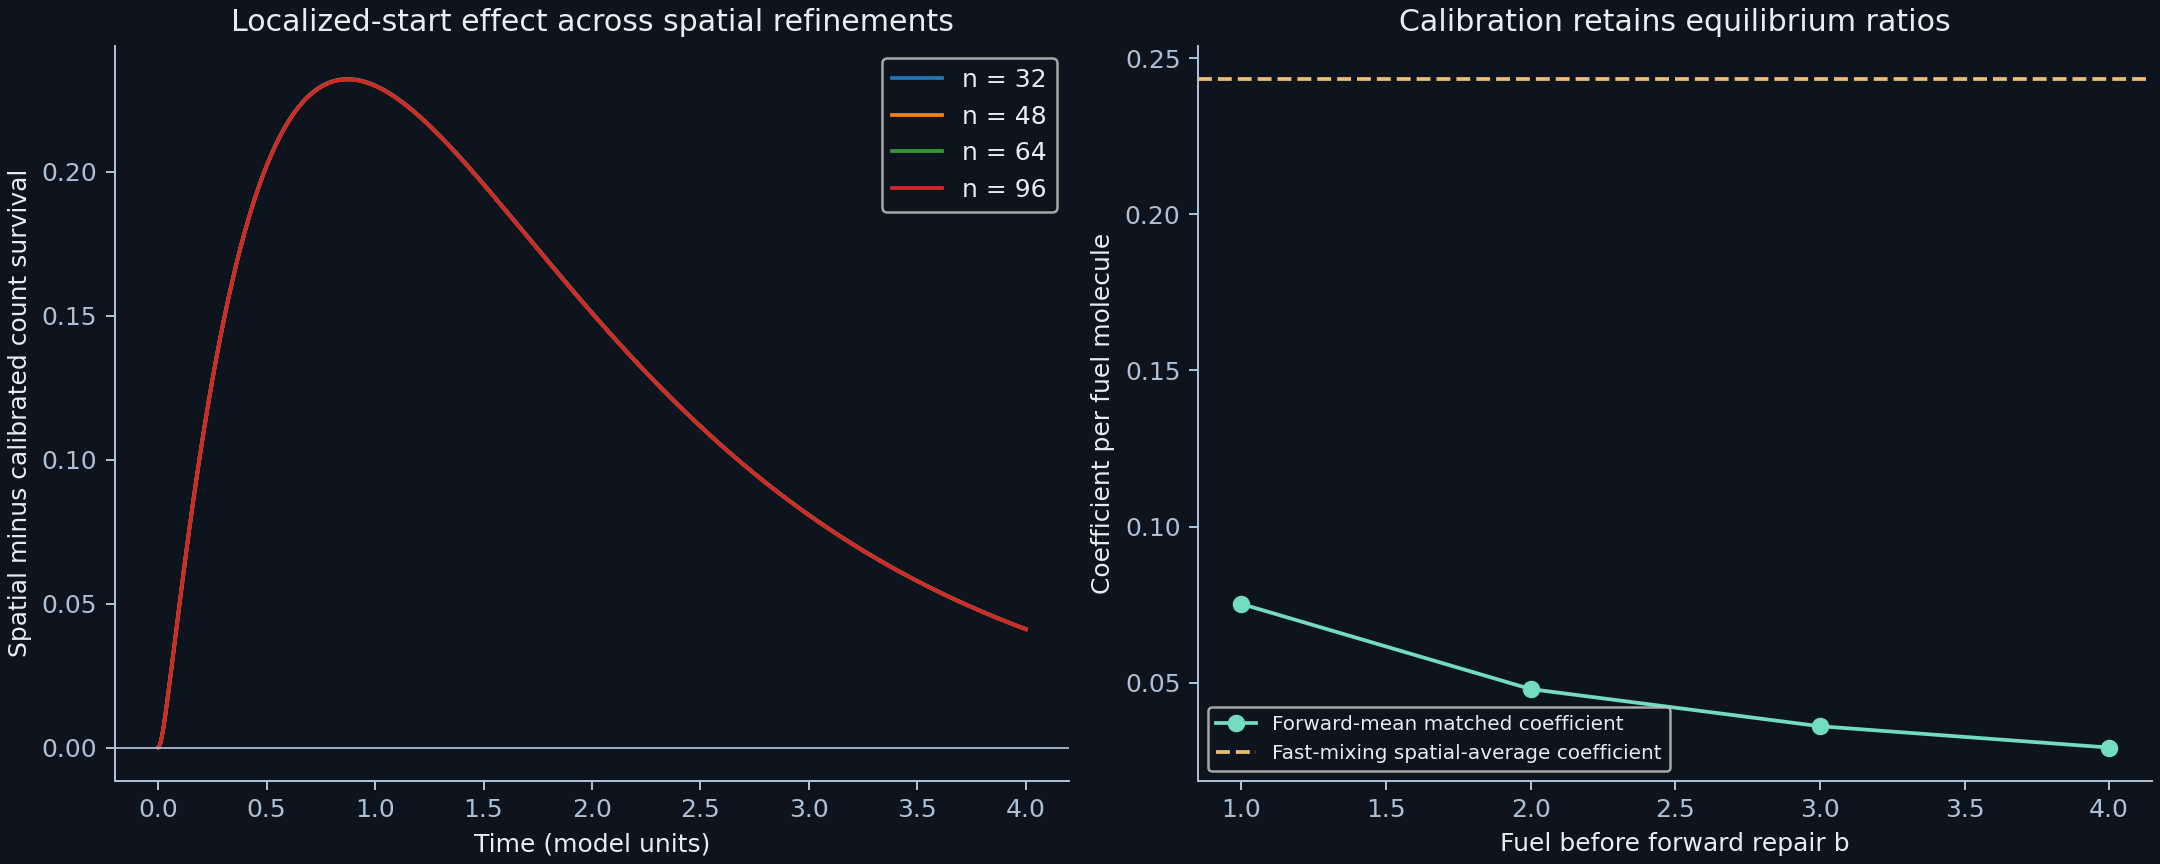 Localized-start effect across spatial refinements
Spatial minus calibrated count survival
0.20
0.15
0.10
0.05
0.00
n = 32
n = 48
n = 64
n = 96
0.0 0.5 1.0 1.5 2.0 2.5 3.0 3.5 4.0
Time (model units)
Calibration retains equilibrium ratios
Coefficient per fuel molecule
0.25
0.20
0.15
0.10
0.05
Forward-mean matched coefficient
Fast-mixing spatial-average coefficient
1.0 1.5 2.0 2.5 3.0 3.5 4.0
Fuel before forward repair b